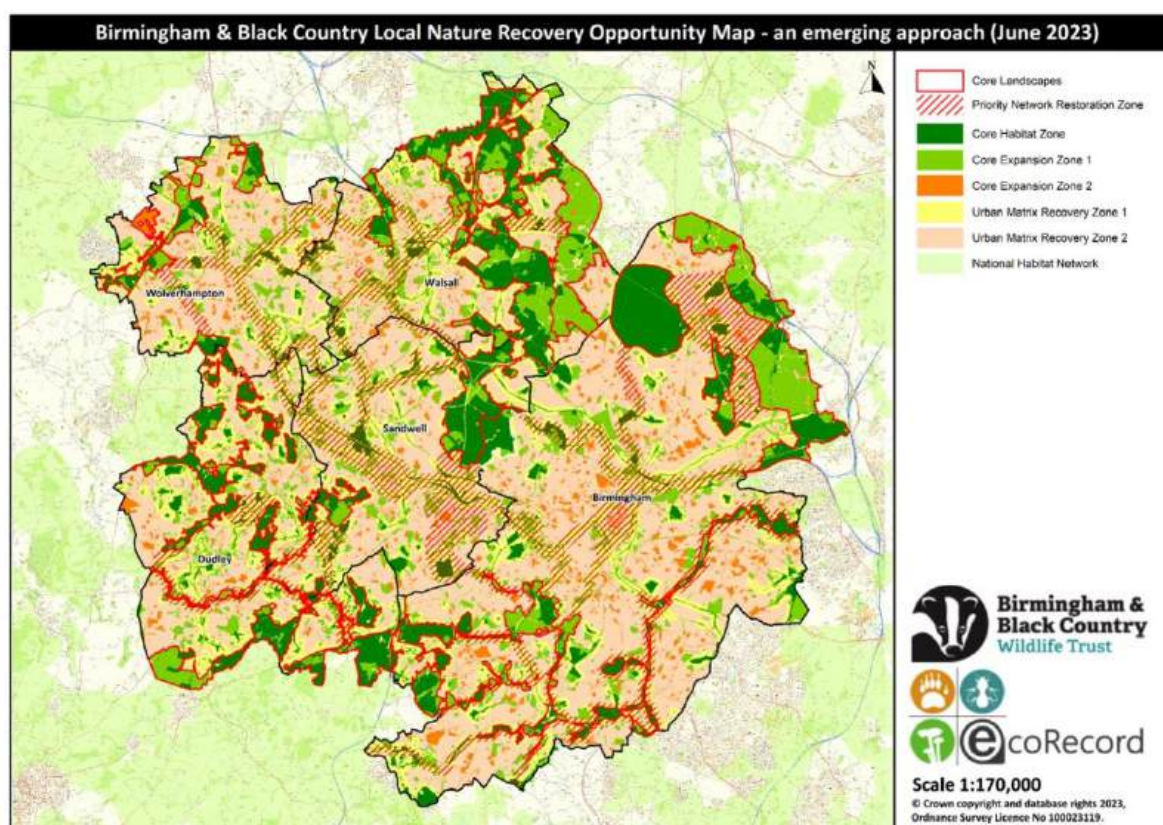 Birmingham & Black Country Local Nature Recovery Opportunity Map - an emerging approach (June 2023)
N
Core Landscapes
Priority Network Restoration Zone
Core Habitat Zone
Core Expansion Zone 1
Core Expansion Zone 2
Urban Matrix Recovery Zone 1
Urban Matrix Recovery Zone 2
National Habitat Network
Wolverhampton
Walsall
Sandwell
Birmingham
Dudley
Birmingham &
Black Country
Wildlife Trust
ecoRecord
Scale 1:170,000
© Crown copyright and database rights 2023,
Ordnance Survey Licence No 100023119.